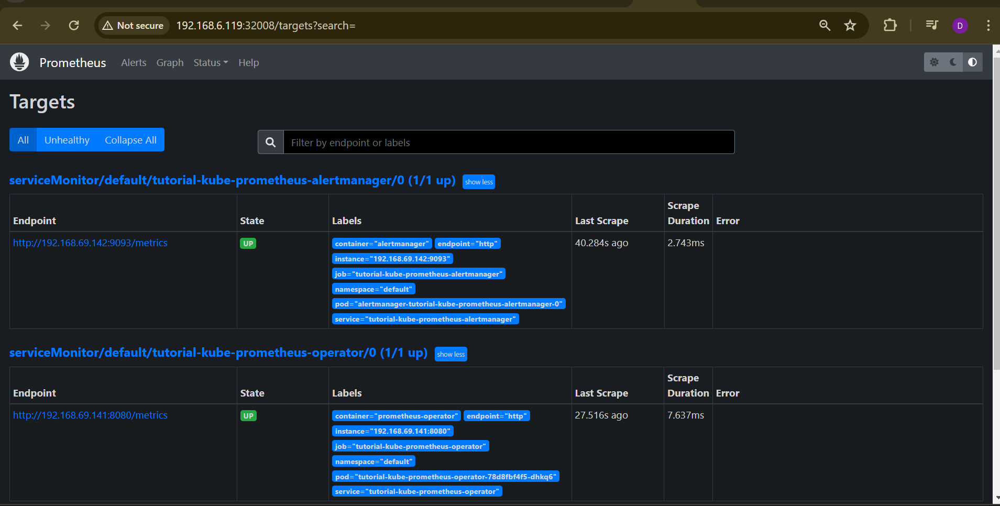 Not secure 192.168.6.119:32008/targets?search= D
Prometheus Alerts Graph Status Help
Targets
All Unhealthy Collapse All Filter by endpoint or labels
serviceMonitor/default/tutorial-kube-prometheus-alertmanager/0 (1/1 up) show less
Endpoint State Labels Last Scrape Scrape Duration Error
http://192.168.69.142:9093/metrics UP container="alertmanager" endpoint="http" 40.284s ago 2.743ms
instance="192.168.69.142:9093"
job="tutorial-kube-prometheus-alertmanager"
namespace="default"
pod="alertmanager-tutorial-kube-prometheus-alertmanager-0"
service="tutorial-kube-prometheus-alertmanager"
serviceMonitor/default/tutorial-kube-prometheus-operator/0 (1/1 up) show less
Endpoint State Labels Last Scrape Scrape Duration Error
http://192.168.69.141:8080/metrics UP container="prometheus-operator" endpoint="http" 27.516s ago 7.637ms
instance="192.168.69.141:8080"
job="tutorial-kube-prometheus-operator"
namespace="default"
pod="tutorial-kube-prometheus-operator-78d8fbf4f5-dhkq6"
service="tutorial-kube-prometheus-operator"